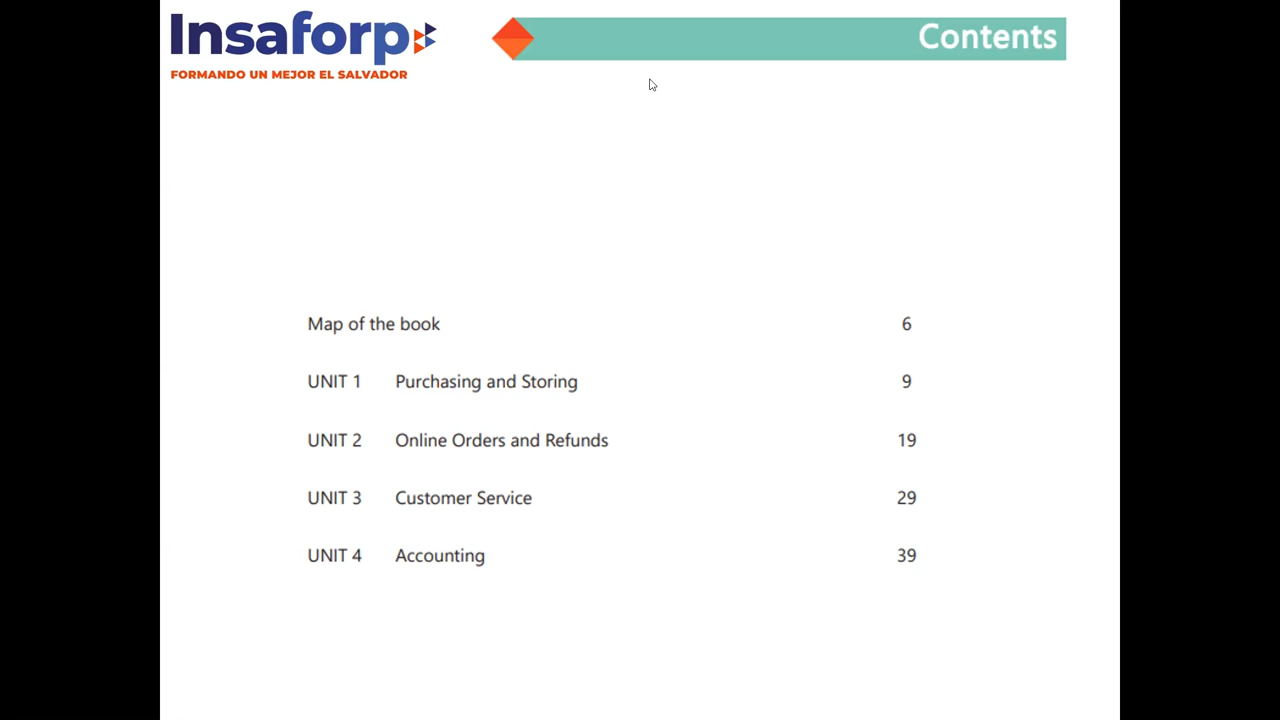 Insaforp
FORMANDO UN MEJOR EL SALVADOR
Contents
Map of the book 6
UNIT 1 Purchasing and Storing 9
UNIT 2 Online Orders and Refunds 19
UNIT 3 Customer Service 29
UNIT 4 Accounting 39